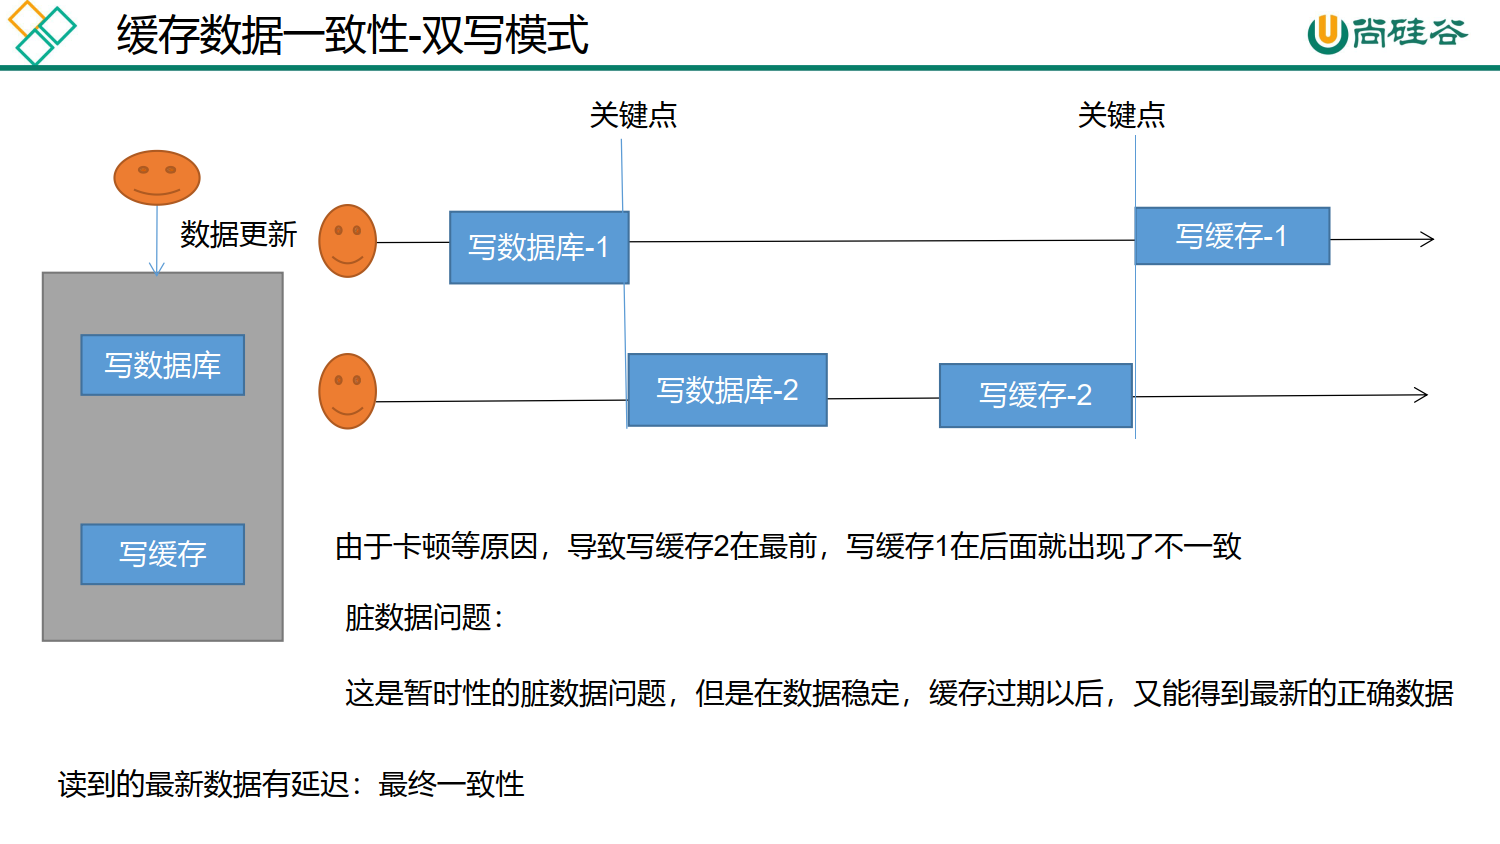 缓存数据一致性-双写模式
尚硅谷
关键点
关键点
数据更新
写数据库-1
写缓存-1
写数据库
写数据库-2
写缓存-2
写缓存
由于卡顿等原因，导致写缓存2在最前，写缓存1在后面就出现了不一致
脏数据问题：
这是暂时性的脏数据问题，但是在数据稳定，缓存过期以后，又能得到最新的正确数据
读到的最新数据有延迟：最终一致性